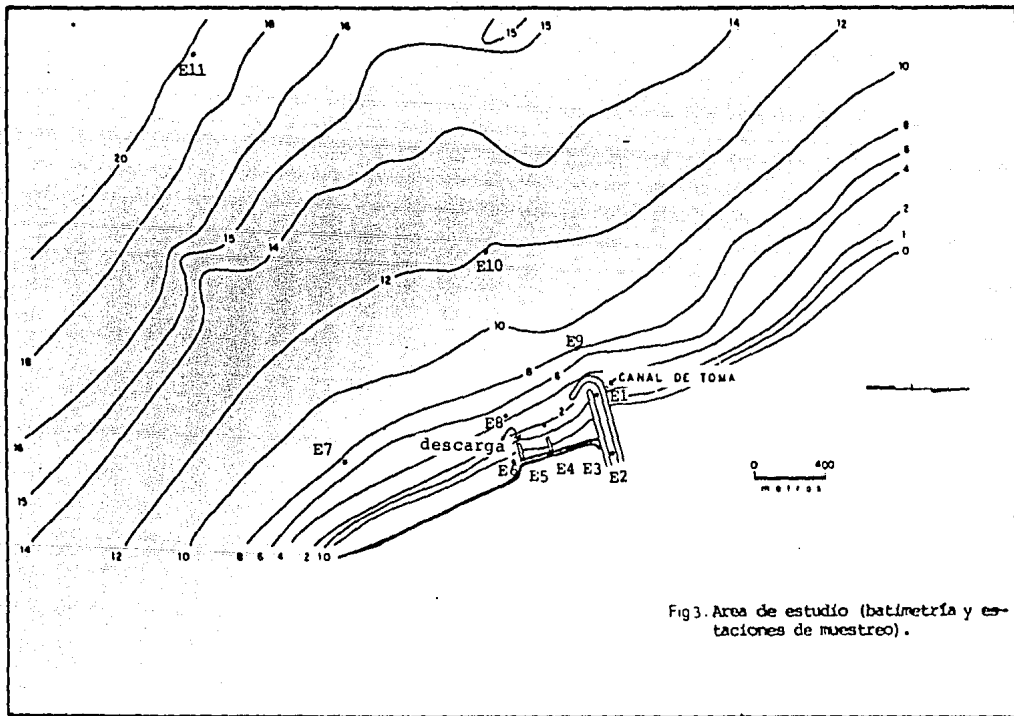 18 16 15 15 14 12
E11
10
20
8
6
4
15
2
14
1
E10
0
12
18
10
E9
8
6
CANAL DE TOMA
E1
16
E8
2
E7
descarga
0 400
metros
E6 E5 E4 E3 E2
15
14 12 10 8 6 4 2 10
Fig 3. Area de estudio (batimetría y es-
taciones de muestreo).